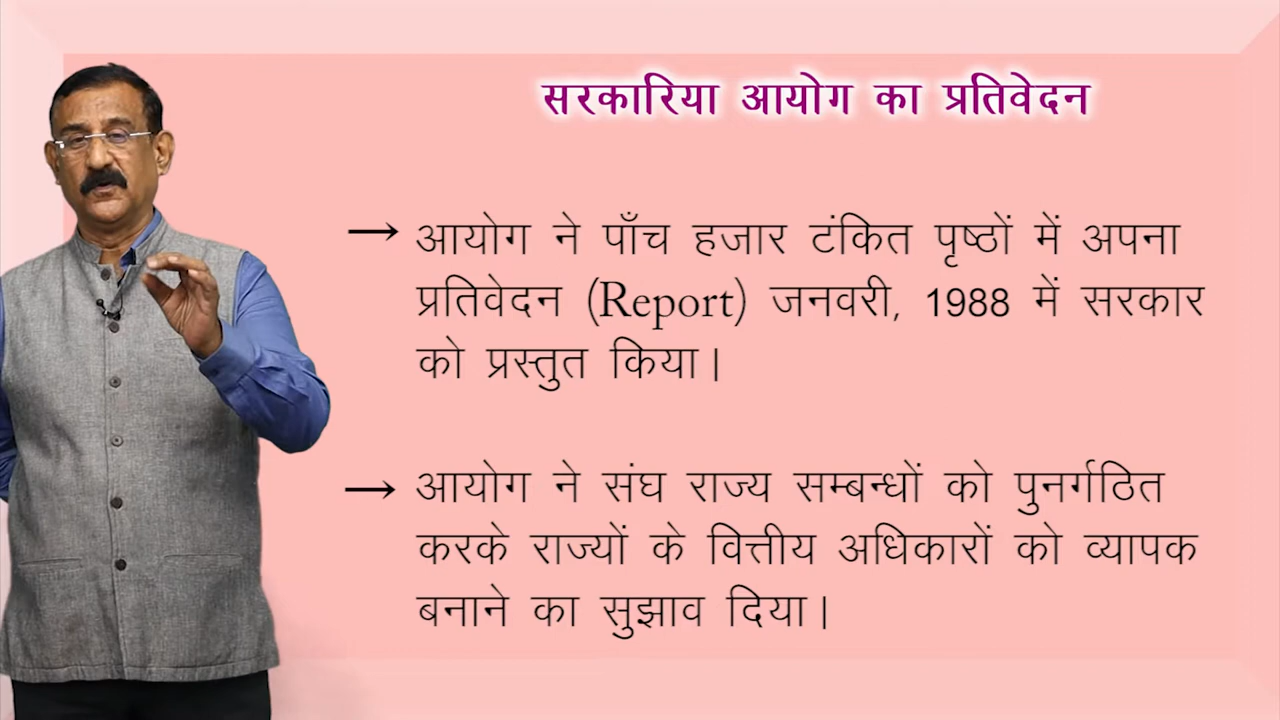 सरकारिया आयोग का प्रतिवेदन
→ आयोग ने पाँच हजार टंकित पृष्ठों में अपना
प्रतिवेदन (Report) जनवरी, 1988 में सरकार
को प्रस्तुत किया।
→ आयोग ने संघ राज्य सम्बन्धों को पुनर्गठित
करके राज्यों के वित्तीय अधिकारों को व्यापक
बनाने का सुझाव दिया।